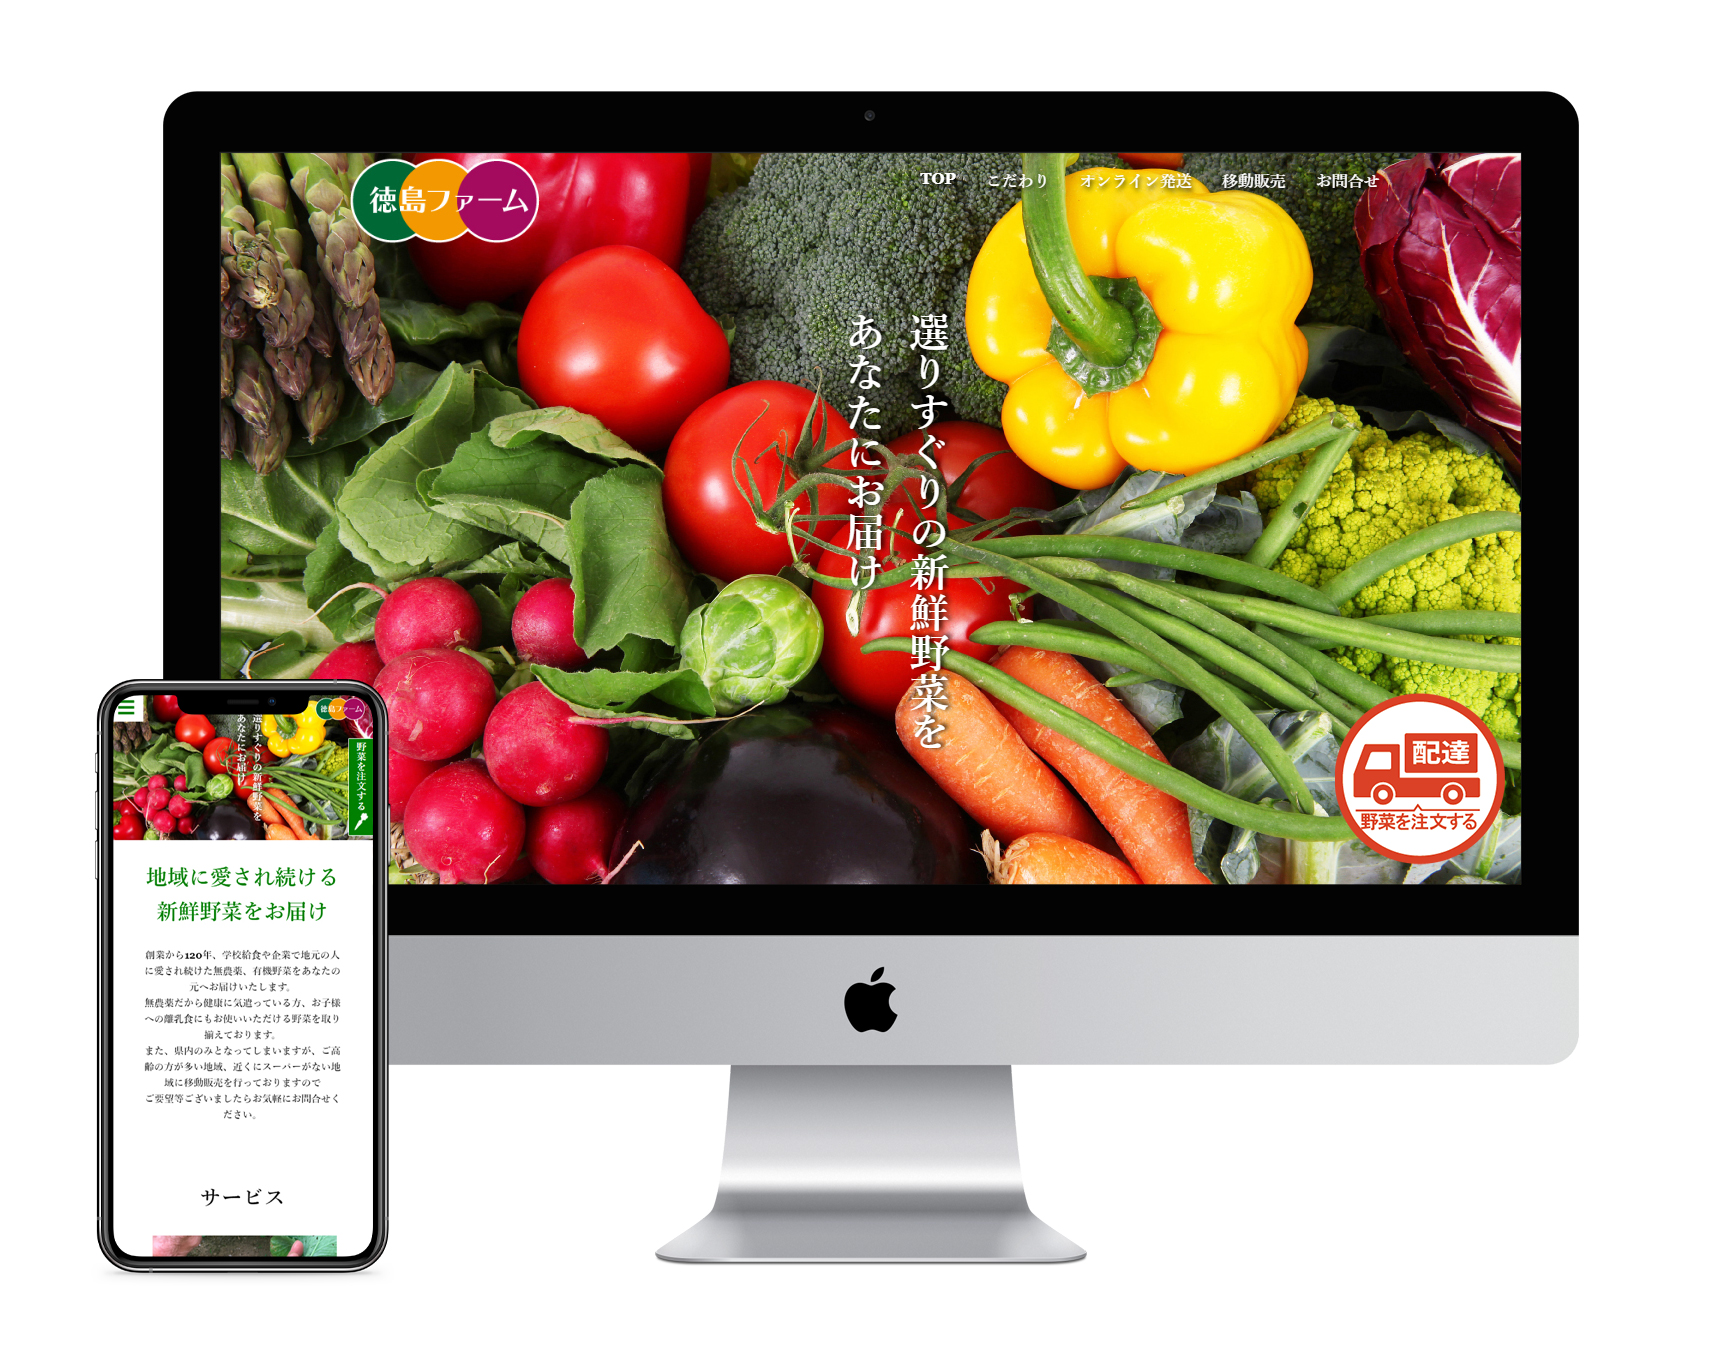 徳島ファーム
TOP こだわり オンライン発送 移動販売 お問合せ
選りすぐりの新鮮野菜を
あなたにお届け
配達
野菜を注文する
徳島ファーム
選りすぐりの新鮮野菜を
あなたにお届け
野菜を注文する
地域に愛され続ける
新鮮野菜をお届け
創業から120年、学校給食や企業で地元の人
に愛され続けた無農薬、有機野菜をあなたの
元へお届けいたします。
無農薬だから健康に気遣っている方、お子様
への離乳食にもお使いいただける野菜を取り
揃えております。
また、県内のみとなってしまいますが、ご高
齢の方が多い地域、近くにスーパーがない地
域に移動販売を行っておりますので
ご要望等ございましたらお気軽にお問合せく
ださい。
サービス